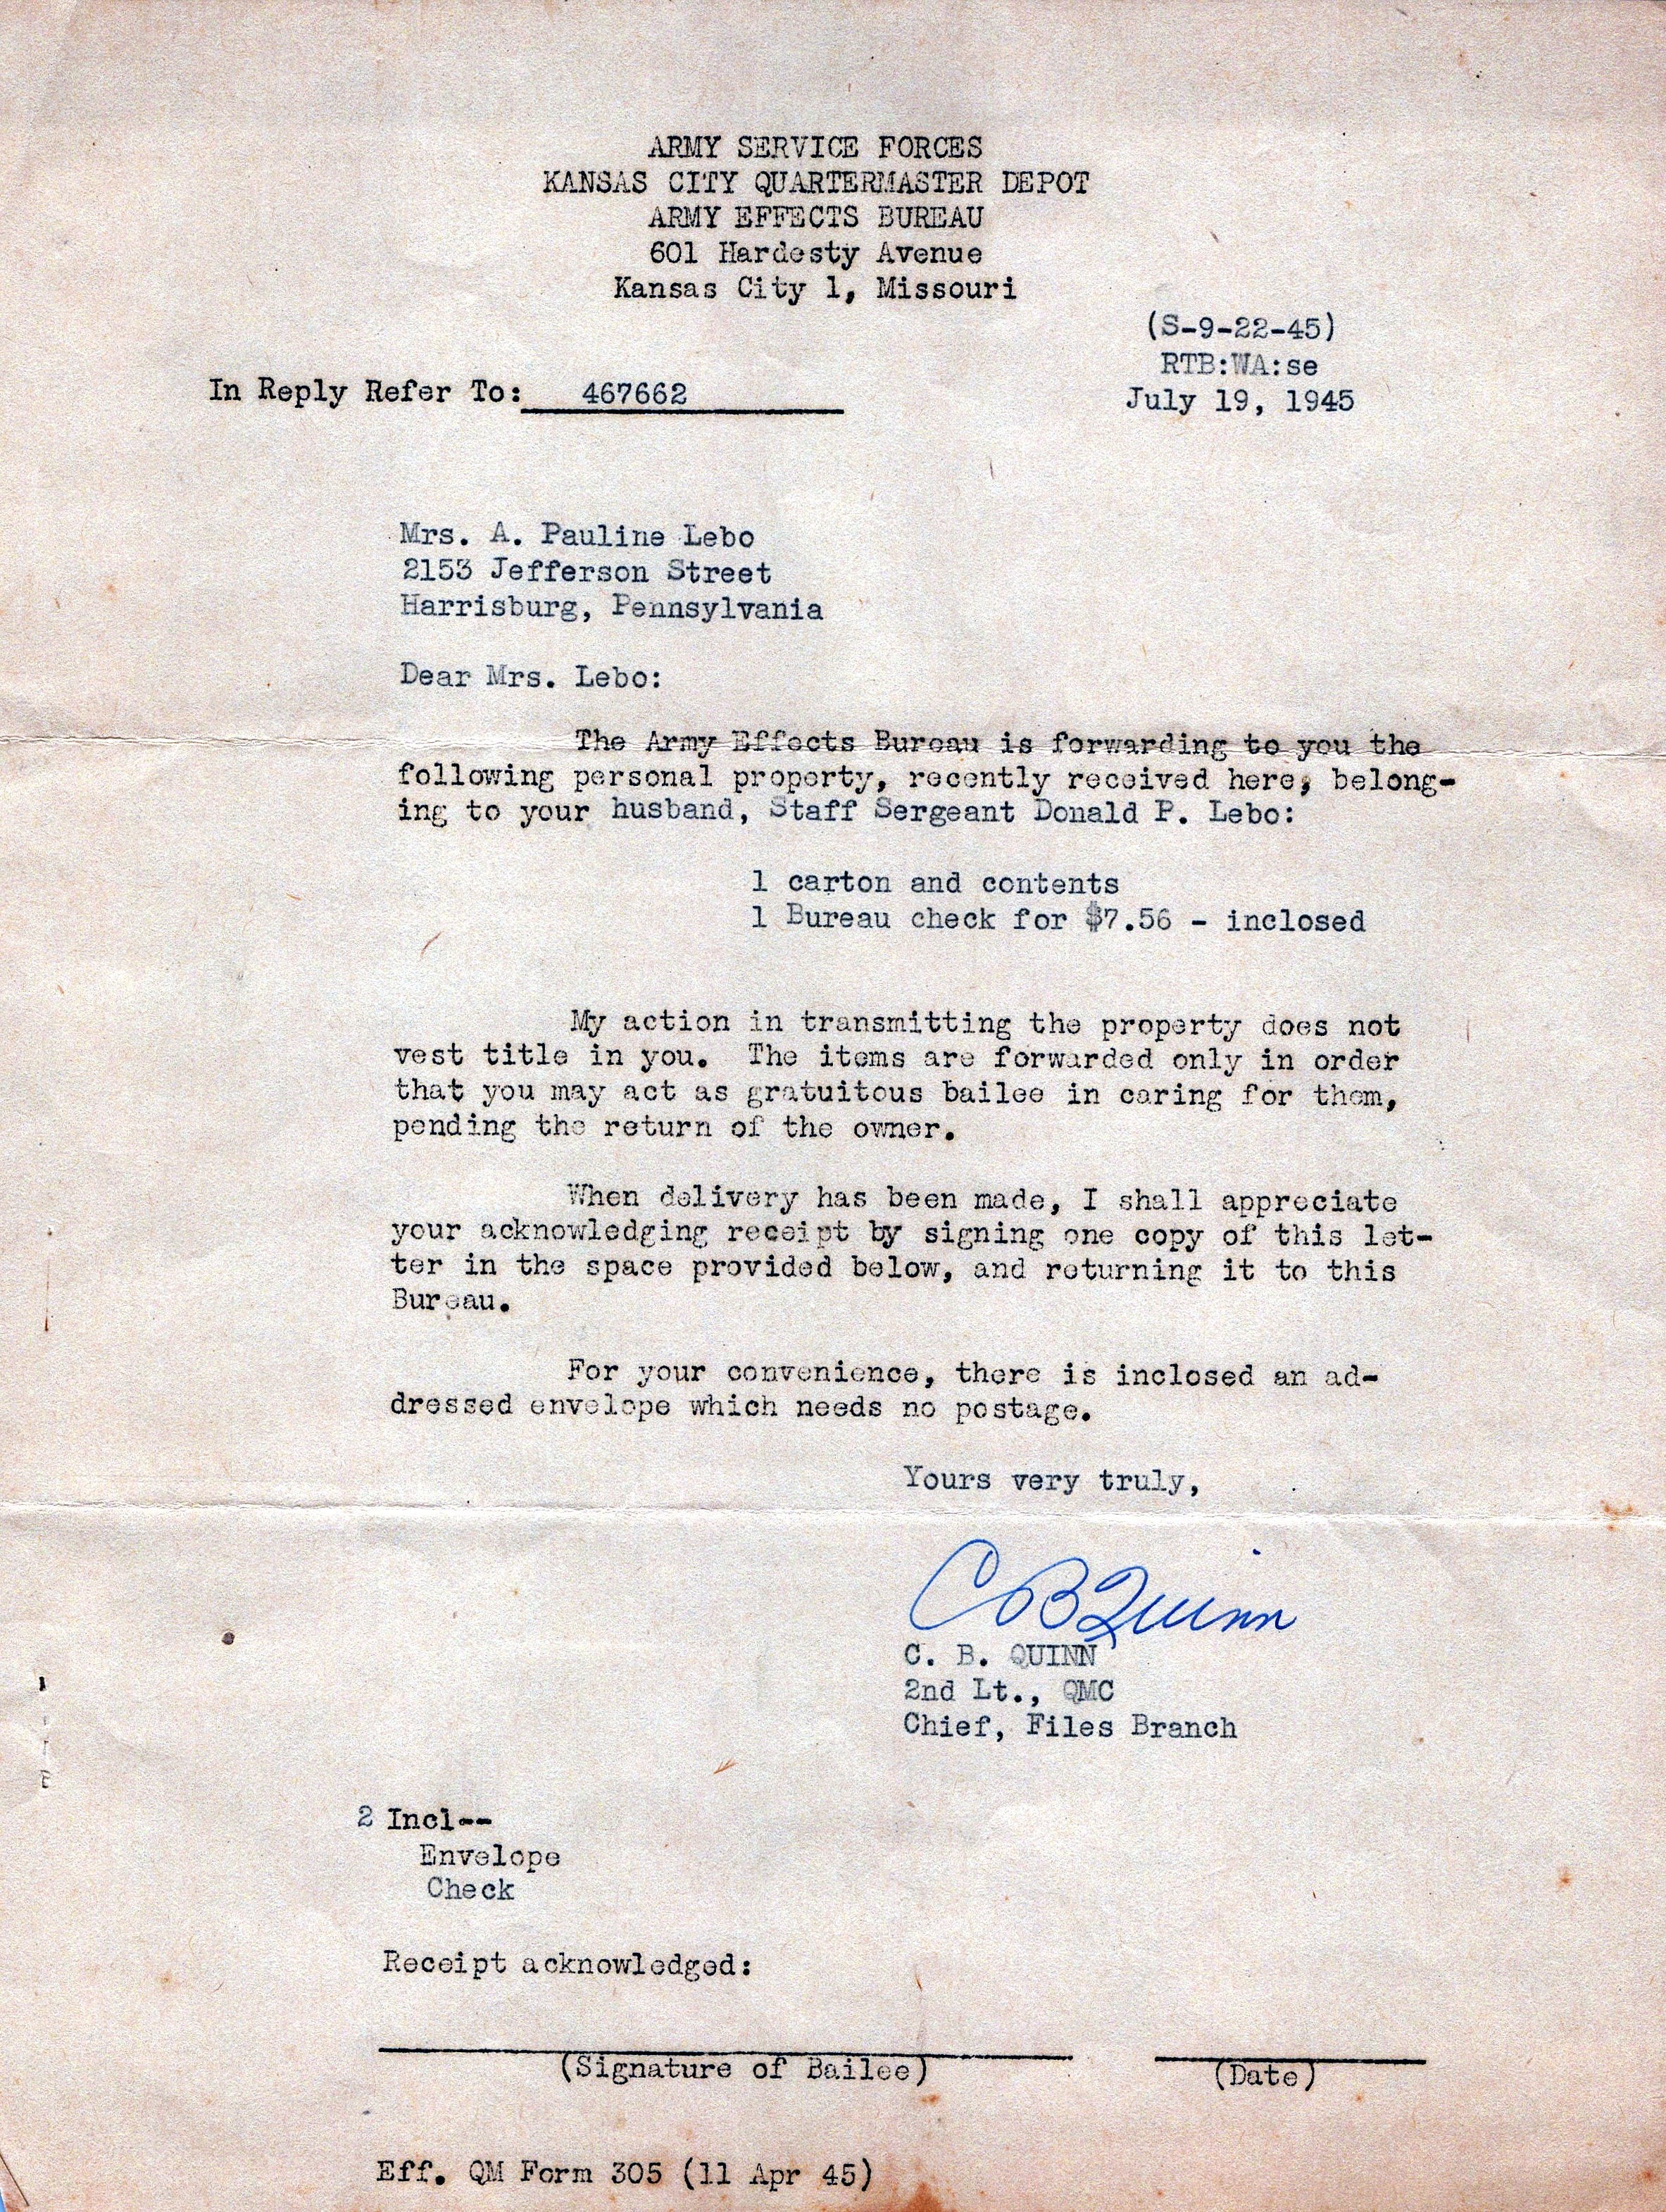 ARMY SERVICE FORCES
KANSAS CITY QUARTERMASTER DEPOT
ARMY EFFECTS BUREAU
601 Hardesty Avenue
Kansas City 1, Missouri
(S-9-22-45)
RTB:WA:se
In Reply Refer To: 467662
July 19, 1945
Mrs. A. Pauline Lebo
2153 Jefferson Street
Harrisburg, Pennsylvania
Dear Mrs. Lebo:
The Army Effects Bureau is forwarding to you the
following personal property, recently received here, belong-
ing to your husband, Staff Sergeant Donald P. Lebo:
1 carton and contents
1 Bureau check for $7.56 - inclosed
My action in transmitting the property does not
vest title in you. The items are forwarded only in order
that you may act as gratuitous bailee in caring for them,
pending the return of the owner.
When delivery has been made, I shall appreciate
your acknowledging receipt by signing one copy of this let-
ter in the space provided below, and returning it to this
Bureau.
For your convenience, there is inclosed an ad-
dressed envelope which needs no postage.
Yours very truly,
C B Quinn
C. B. QUINN
2nd Lt., QMC
Chief, Files Branch
2 Incl--
Envelope
Check
Receipt acknowledged:
(Signature of Bailee) (Date)
Eff. QM Form 305 (11 Apr 45)